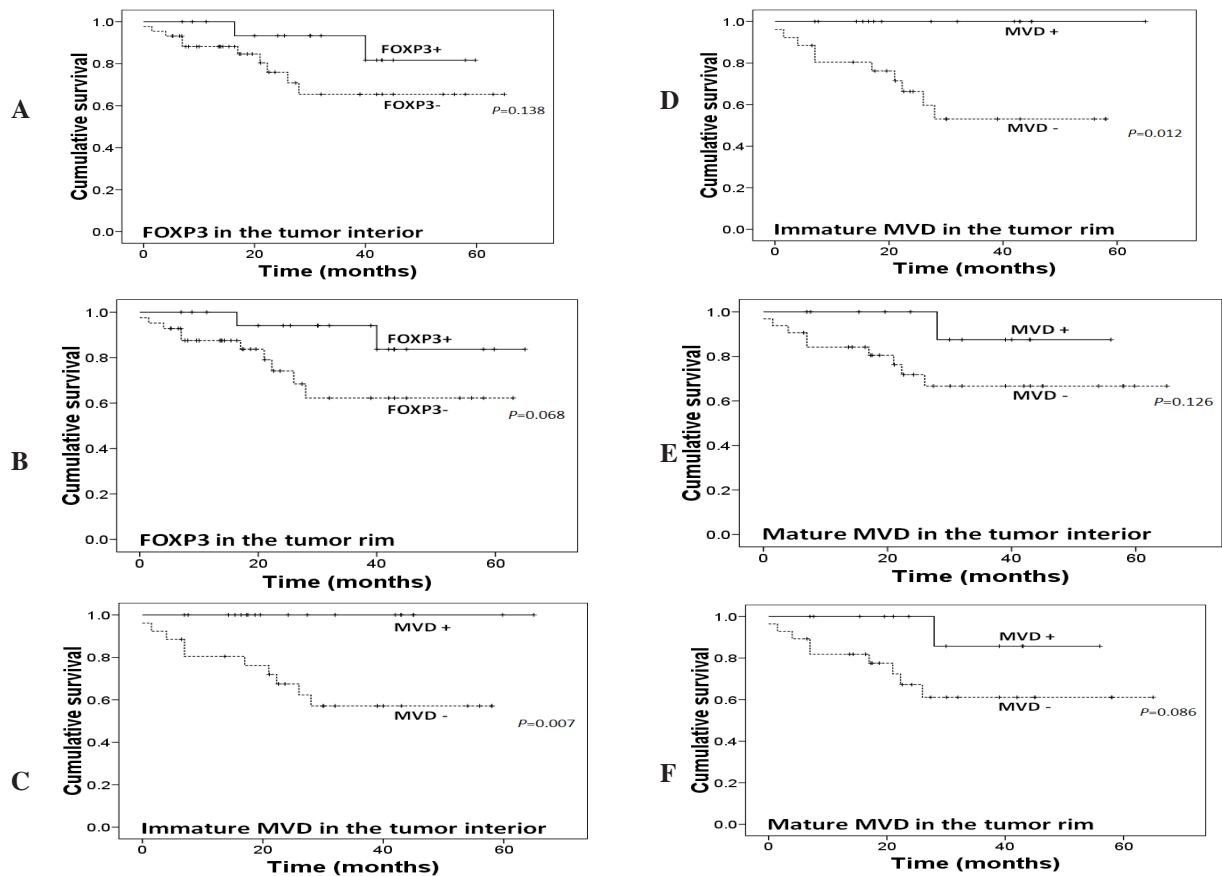 A
Cumulative survival
1.0
0.8
0.6
0.4
0.2
0.0
FOXP3+
FOXP3-
P=0.138
FOXP3 in the tumor interior
0 20 40 60
Time (months)
B
Cumulative survival
1.0
0.8
0.6
0.4
0.2
0.0
FOXP3+
FOXP3-
P=0.068
FOXP3 in the tumor rim
0 20 40 60
Time (months)
C
Cumulative survival
1.0
0.8
0.6
0.4
0.2
0.0
MVD +
MVD -
P=0.007
Immature MVD in the tumor interior
0 20 40 60
Time (months)
D
Cumulative survival
1.0
0.8
0.6
0.4
0.2
0.0
MVD +
MVD -
P=0.012
Immature MVD in the tumor rim
0 20 40 60
Time (months)
E
Cumulative survival
1.0
0.8
0.6
0.4
0.2
0.0
MVD +
MVD -
P=0.126
Mature MVD in the tumor interior
0 20 40 60
Time (months)
F
Cumulative survival
1.0
0.8
0.6
0.4
0.2
0.0
MVD +
MVD -
P=0.086
Mature MVD in the tumor rim
0 20 40 60
Time (months)